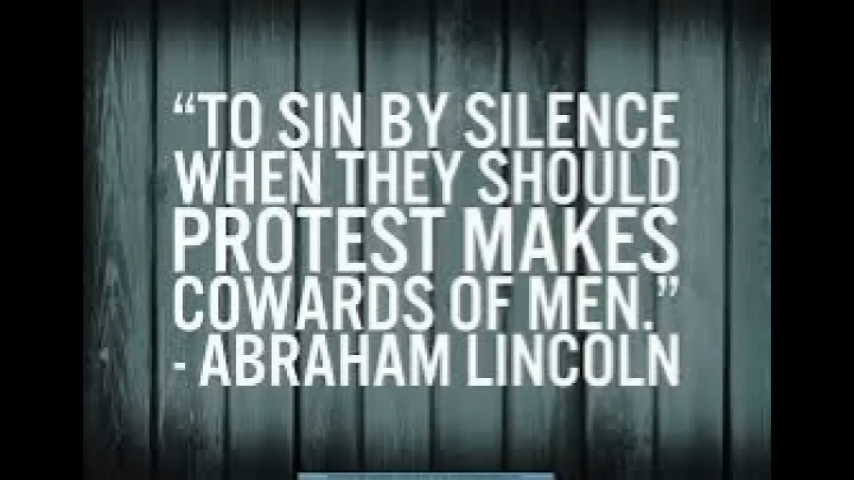 “TO SIN BY SILENCE
WHEN THEY SHOULD
PROTEST MAKES
COWARDS OF MEN.”
- ABRAHAM LINCOLN